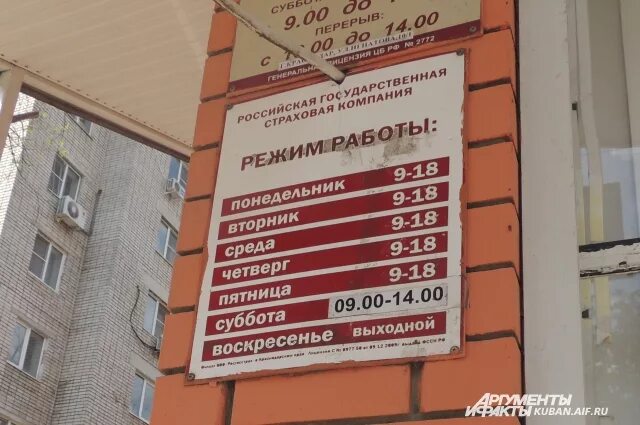 СУББО
9.00 до
ПЕРЕРЫВ:
до 14.00
ГЕНЕРАЛЬНАЯ ЛИЦЕНЗИЯ ЦБ РФ № 2772
РОССИЙСКАЯ ГОСУДАРСТВЕННАЯ
СТРАХОВАЯ КОМПАНИЯ
РЕЖИМ РАБОТЫ:
понедельник 9-18
вторник 9-18
среда 9-18
четверг 9-18
пятница 9-18
суббота 09.00-14.00
воскресенье выходной
АРГУМЕНТЫ
И ФАКТЫ KUBAN.AIF.RU